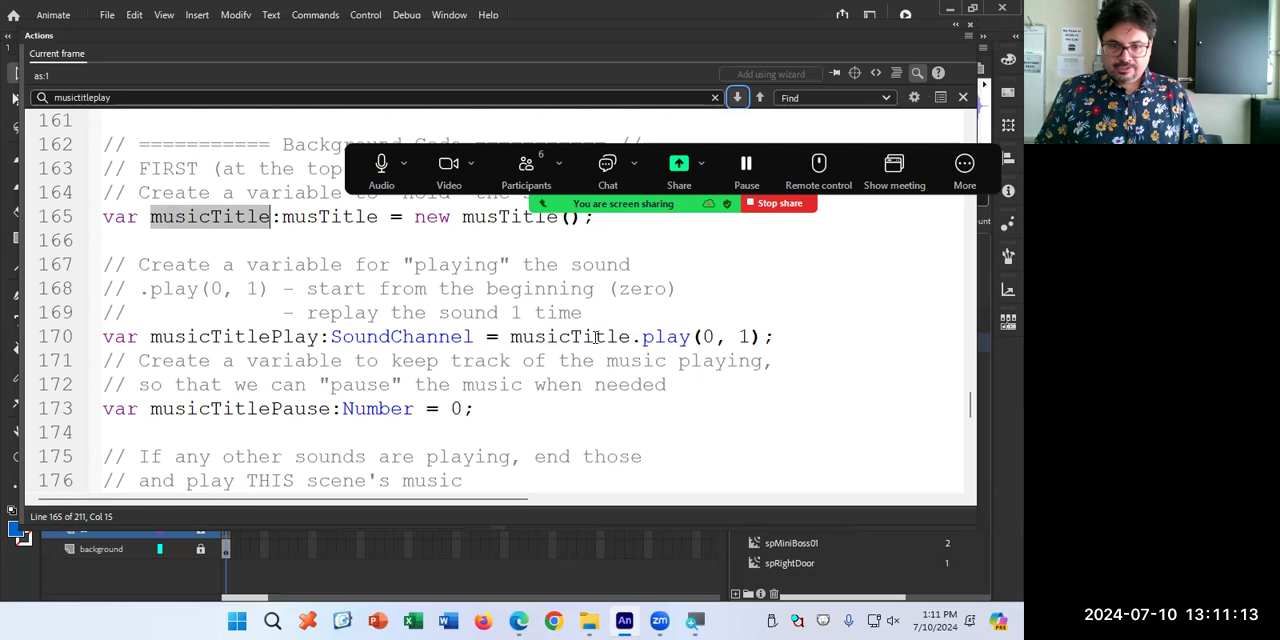 Animate File Edit View Insert Modify Text Commands Control Debug Window Help
Actions
Current frame
as:1
Add using wizard
musictitleplay
Find
161
162 // =========== Background Code
163 // FIRST (at the top
164 // Create a variable to "hold" the s
165 var musicTitle:musTitle = new musTitle();
166
167 // Create a variable for "playing" the sound
168 // .play(0, 1) – start from the beginning (zero)
169 // – replay the sound 1 time
170 var musicTitlePlay:SoundChannel = musicTitle.play(0, 1);
171 // Create a variable to keep track of the music playing,
172 // so that we can "pause" the music when needed
173 var musicTitlePause:Number = 0;
174
175 // If any other sounds are playing, end those
176 // and play THIS scene's music
6
Audio Video Participants Chat Share Pause Remote control Show meeting More
You are screen sharing Stop share
Line 165 of 211, Col 15
background
spMiniBoss01 2
spRightDoor 1
1:11 PM
7/10/2024
2024-07-10 13:11:13